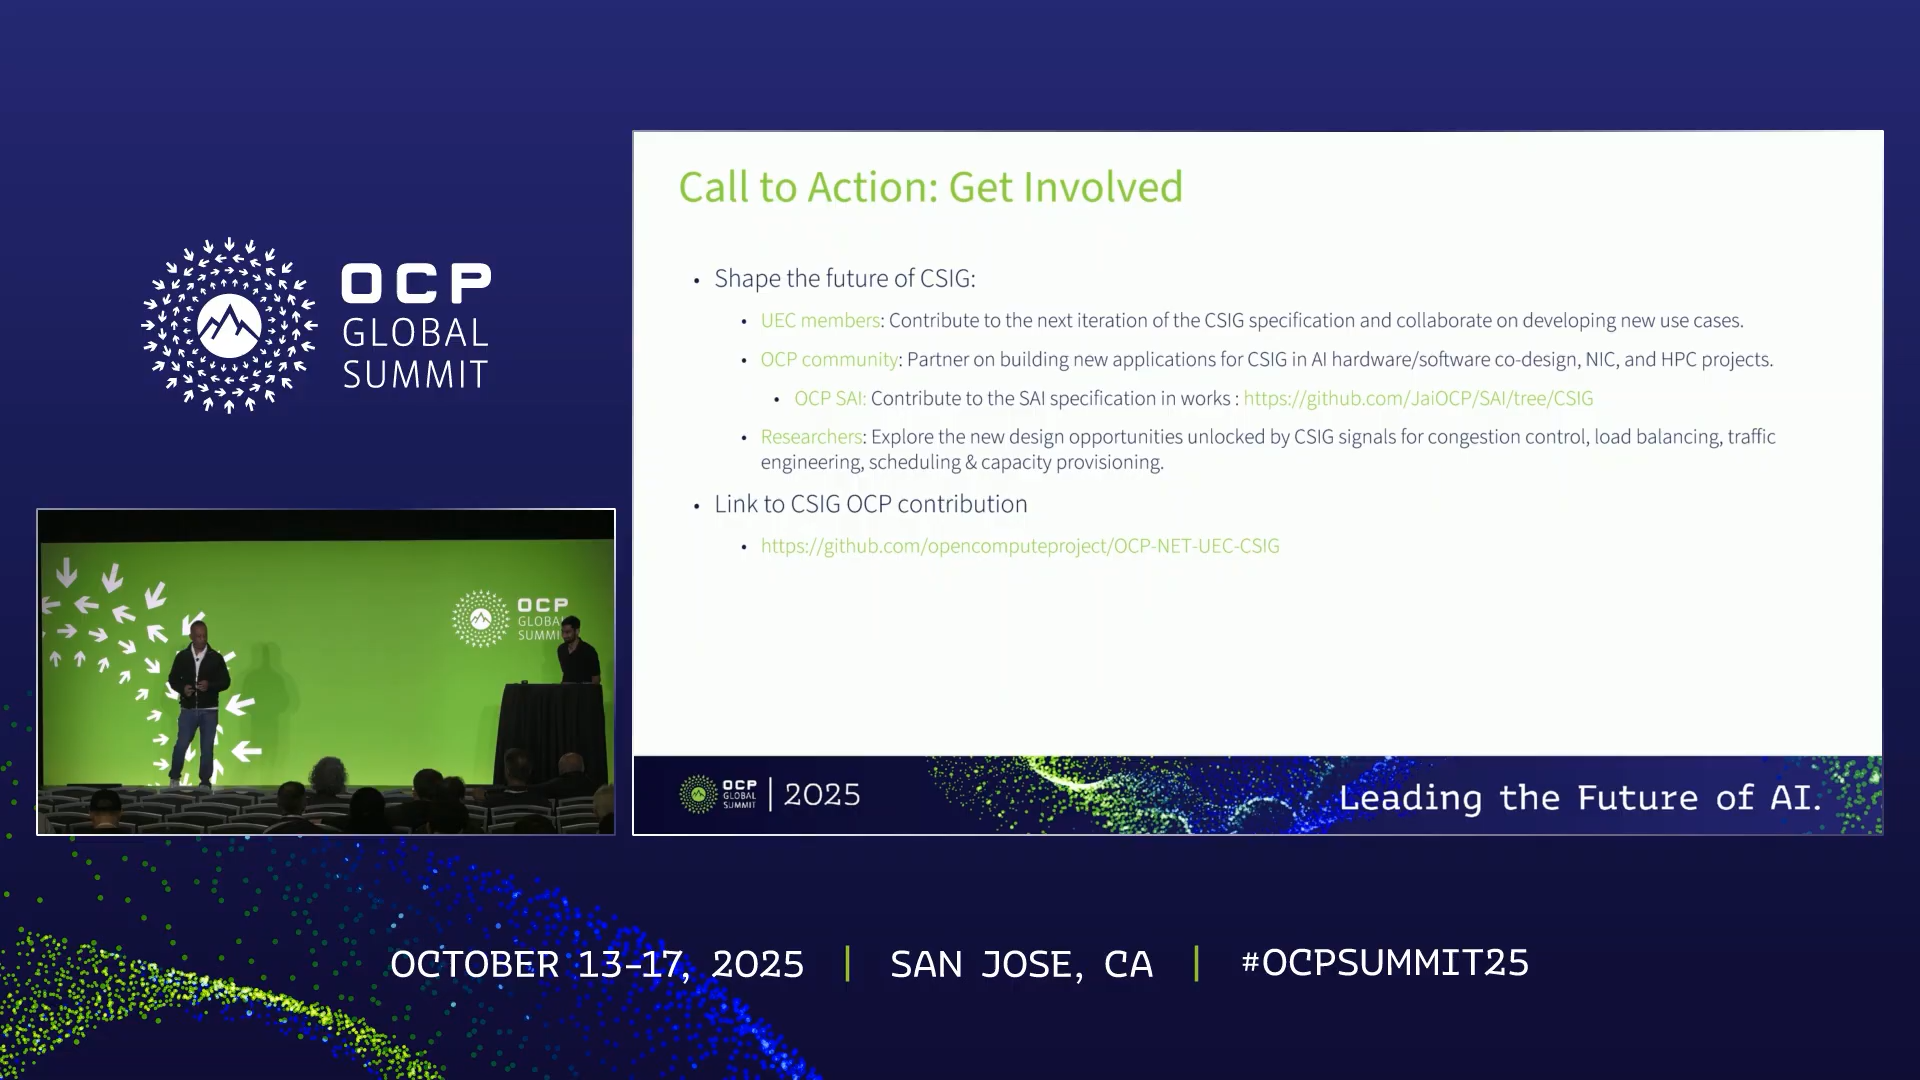 OCP
GLOBAL
SUMMIT
Call to Action: Get Involved
• Shape the future of CSIG:
• UEC members: Contribute to the next iteration of the CSIG specification and collaborate on developing new use cases.
• OCP community: Partner on building new applications for CSIG in AI hardware/software co-design, NIC, and HPC projects.
• OCP SAI: Contribute to the SAI specification in works : https://github.com/JaiOCP/SAI/tree/CSIG
• Researchers: Explore the new design opportunities unlocked by CSIG signals for congestion control, load balancing, traffic
engineering, scheduling & capacity provisioning.
• Link to CSIG OCP contribution
• https://github.com/opencomputeproject/OCP-NET-UEC-CSIG
OCP
GLOBAL
SUMMIT
2025
Leading the Future of AI.
OCP
OCTOBER 13-17, 2025 | SAN JOSE, CA | #OCPSUMMIT25